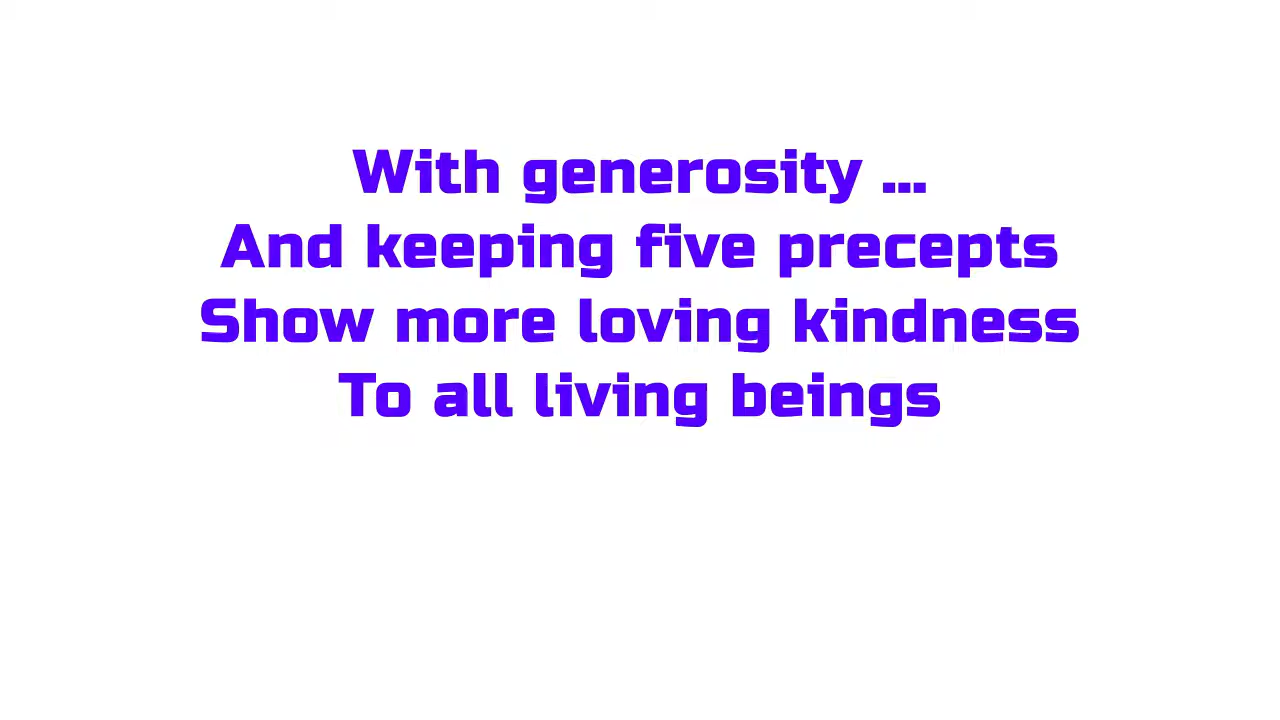 With generosity ...
And keeping five precepts
Show more loving kindness
To all living beings